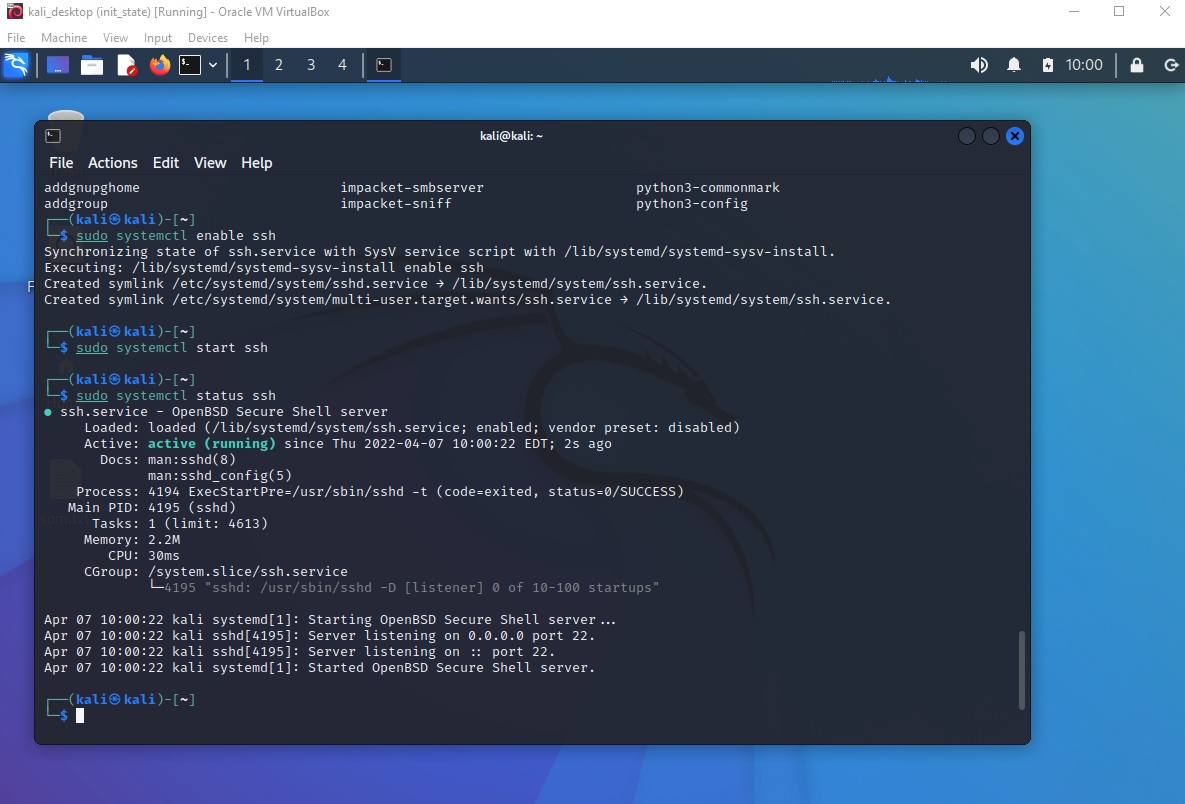 kali_desktop (init_state) [Running] - Oracle VM VirtualBox
File Machine View Input Devices Help
1 2 3 4 10:00
kali@kali: ~
File Actions Edit View Help
addgnupghome impacket-smbserver python3-commonmark
addgroup impacket-sniff python3-config
┌──(kali㉿kali)-[~]
└─$ sudo systemctl enable ssh
Synchronizing state of ssh.service with SysV service script with /lib/systemd/systemd-sysv-install.
Executing: /lib/systemd/systemd-sysv-install enable ssh
Created symlink /etc/systemd/system/sshd.service → /lib/systemd/system/ssh.service.
Created symlink /etc/systemd/system/multi-user.target.wants/ssh.service → /lib/systemd/system/ssh.service.
┌──(kali㉿kali)-[~]
└─$ sudo systemctl start ssh
┌──(kali㉿kali)-[~]
└─$ sudo systemctl status ssh
● ssh.service - OpenBSD Secure Shell server
Loaded: loaded (/lib/systemd/system/ssh.service; enabled; vendor preset: disabled)
Active: active (running) since Thu 2022-04-07 10:00:22 EDT; 2s ago
Docs: man:sshd(8)
man:sshd_config(5)
Process: 4194 ExecStartPre=/usr/sbin/sshd -t (code=exited, status=0/SUCCESS)
Main PID: 4195 (sshd)
Tasks: 1 (limit: 4613)
Memory: 2.2M
CPU: 30ms
CGroup: /system.slice/ssh.service
└─4195 "sshd: /usr/sbin/sshd -D [listener] 0 of 10-100 startups"
Apr 07 10:00:22 kali systemd[1]: Starting OpenBSD Secure Shell server...
Apr 07 10:00:22 kali sshd[4195]: Server listening on 0.0.0.0 port 22.
Apr 07 10:00:22 kali sshd[4195]: Server listening on :: port 22.
Apr 07 10:00:22 kali systemd[1]: Started OpenBSD Secure Shell server.
┌──(kali㉿kali)-[~]
└─$